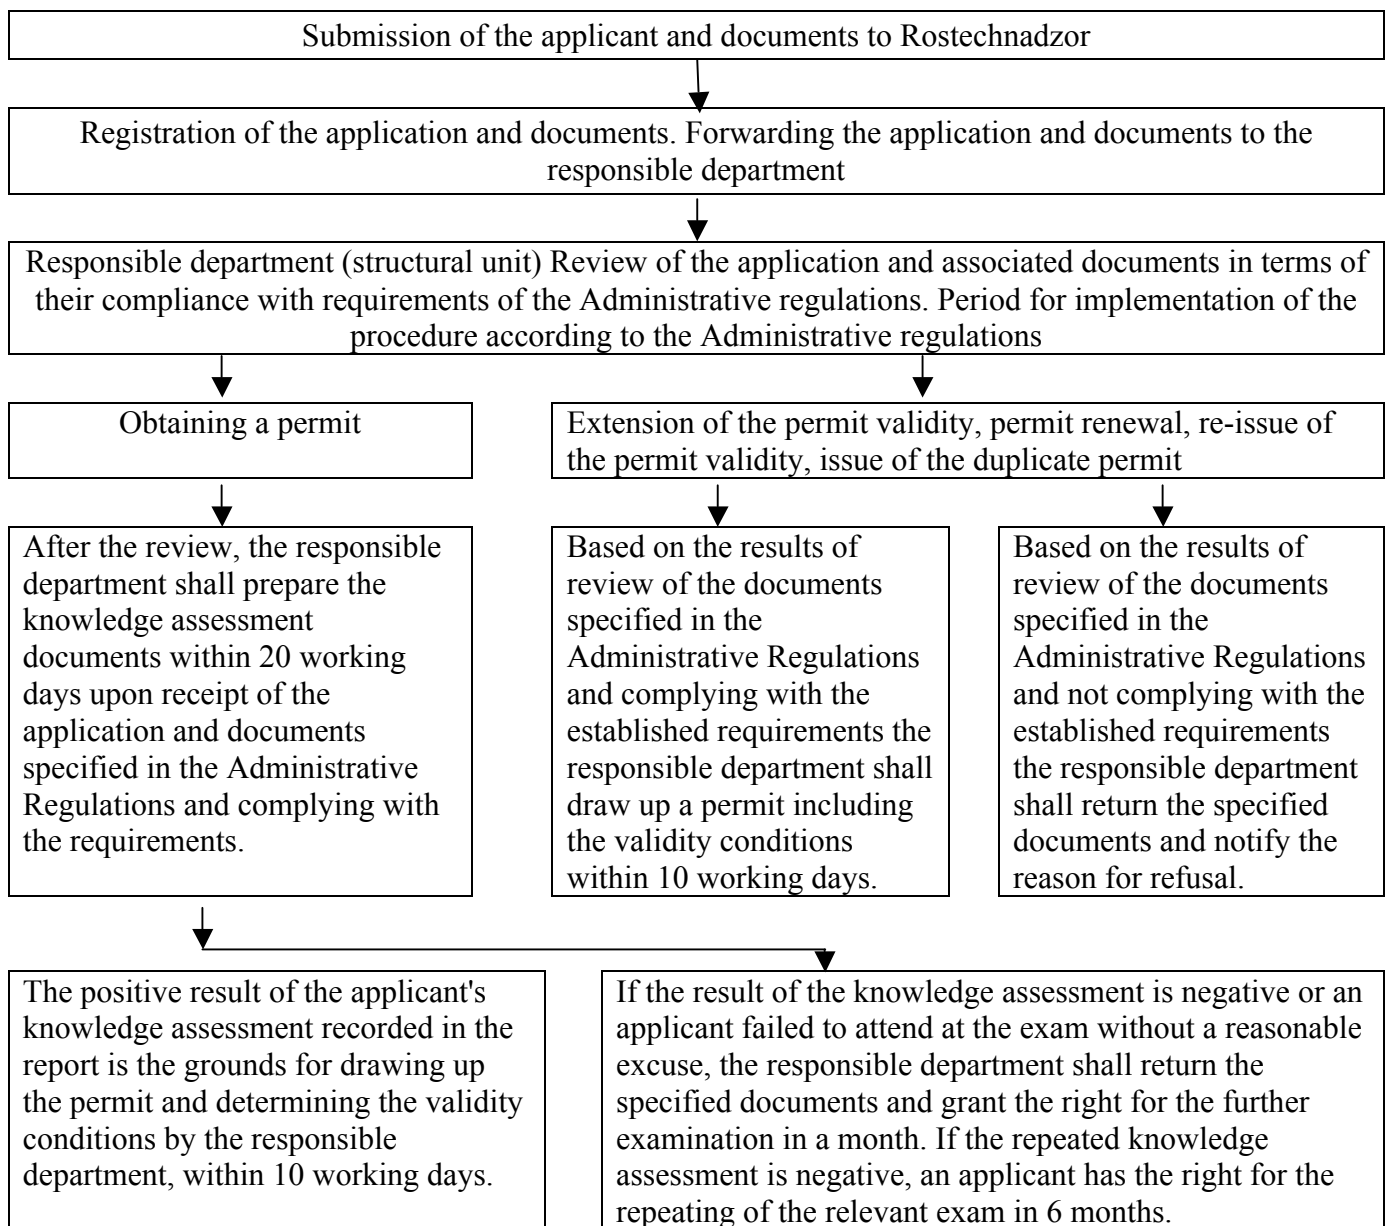 Submission of the applicant and documents to Rostechnadzor
Registration of the application and documents. Forwarding the application and documents to the
responsible department
Responsible department (structural unit) Review of the application and associated documents in terms of
their compliance with requirements of the Administrative regulations. Period for implementation of the
procedure according to the Administrative regulations
Obtaining a permit
Extension of the permit validity, permit renewal, re-issue of
the permit validity, issue of the duplicate permit
After the review, the responsible
department shall prepare the
knowledge assessment
documents within 20 working
days upon receipt of the
application and documents
specified in the Administrative
Regulations and complying with
the requirements.
Based on the results of
review of the documents
specified in the
Administrative Regulations
and complying with the
established requirements the
responsible department shall
draw up a permit including
the validity conditions
within 10 working days.
Based on the results of
review of the documents
specified in the
Administrative Regulations
and not complying with the
established requirements
the responsible department
shall return the specified
documents and notify the
reason for refusal.
The positive result of the applicant's
knowledge assessment recorded in the
report is the grounds for drawing up
the permit and determining the validity
conditions by the responsible
department, within 10 working days.
If the result of the knowledge assessment is negative or an
applicant failed to attend at the exam without a reasonable
excuse, the responsible department shall return the
specified documents and grant the right for the further
examination in a month. If the repeated knowledge
assessment is negative, an applicant has the right for the
repeating of the relevant exam in 6 months.